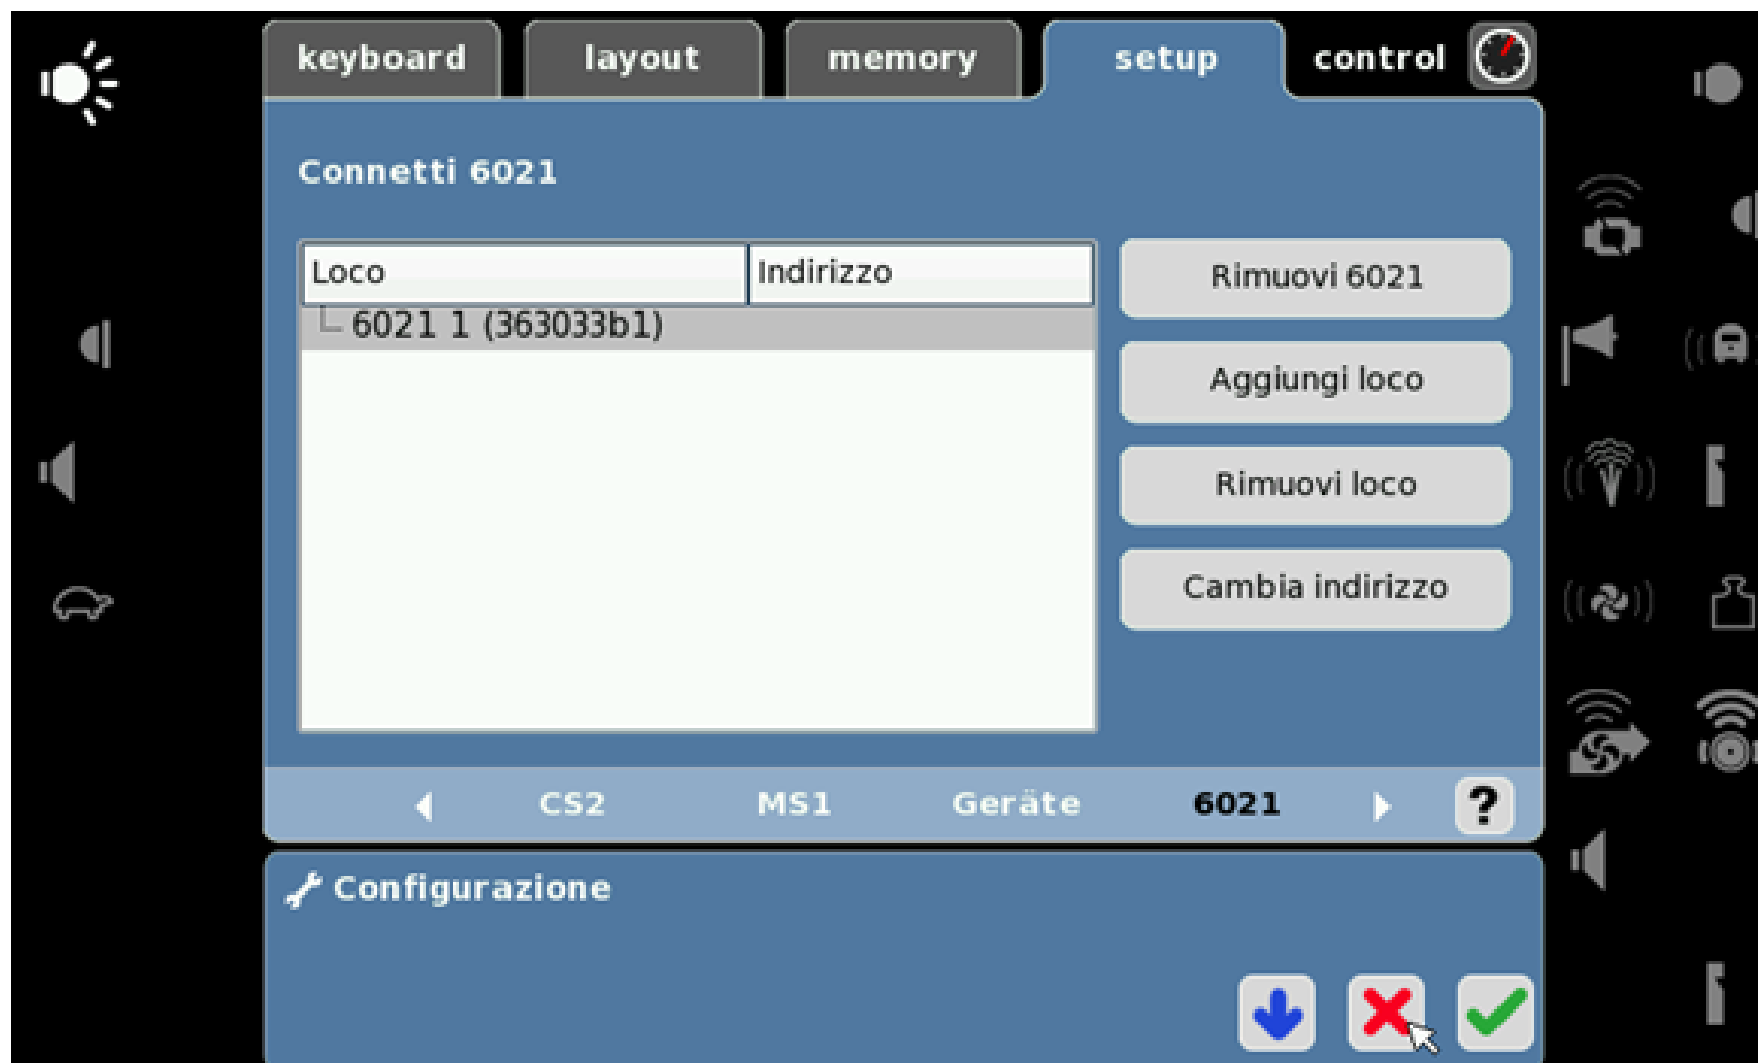 keyboard layout memory setup control
Connetti 6021
Loco Indirizzo
6021 1 (363033b1)
Rimuovi 6021
Aggiungi loco
Rimuovi loco
Cambia indirizzo
CS2 MS1 Geräte 6021 ?
Configurazione